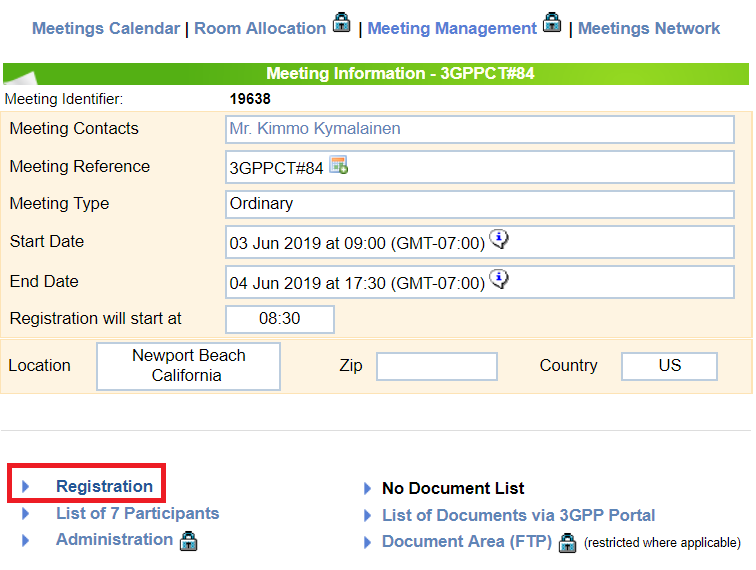 Meetings Calendar | Room Allocation | Meeting Management | Meetings Network
Meeting Information - 3GPPCT#84
Meeting Identifier: 19638
Meeting Contacts Mr. Kimmo Kymalainen
Meeting Reference 3GPPCT#84
Meeting Type Ordinary
Start Date 03 Jun 2019 at 09:00 (GMT-07:00)
End Date 04 Jun 2019 at 17:30 (GMT-07:00)
Registration will start at 08:30
Location Newport Beach
California Zip Country US
Registration No Document List
List of 7 Participants List of Documents via 3GPP Portal
Administration Document Area (FTP) (restricted where applicable)